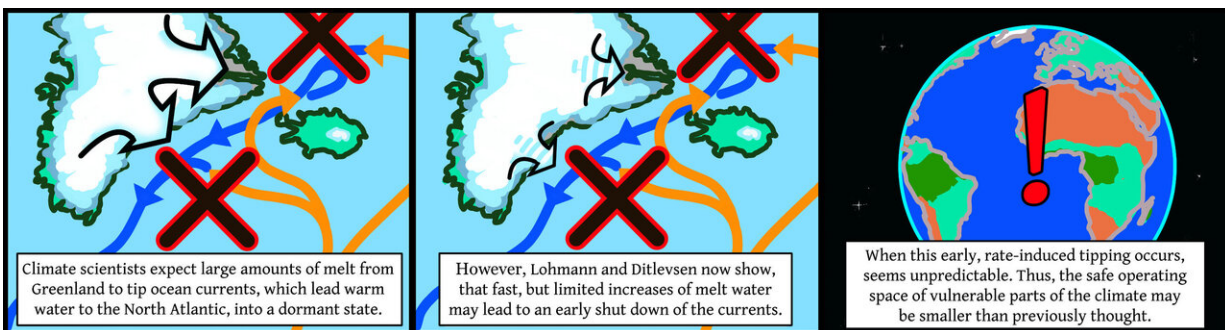 Climate scientists expect large amounts of melt from
Greenland to tip ocean currents, which lead warm
water to the North Atlantic, into a dormant state.
However, Lohmann and Ditlevsen now show,
that fast, but limited increases of melt water
may lead to an early shut down of the currents.
When this early, rate-induced tipping occurs,
seems unpredictable. Thus, the safe operating
space of vulnerable parts of the climate may
be smaller than previously thought.